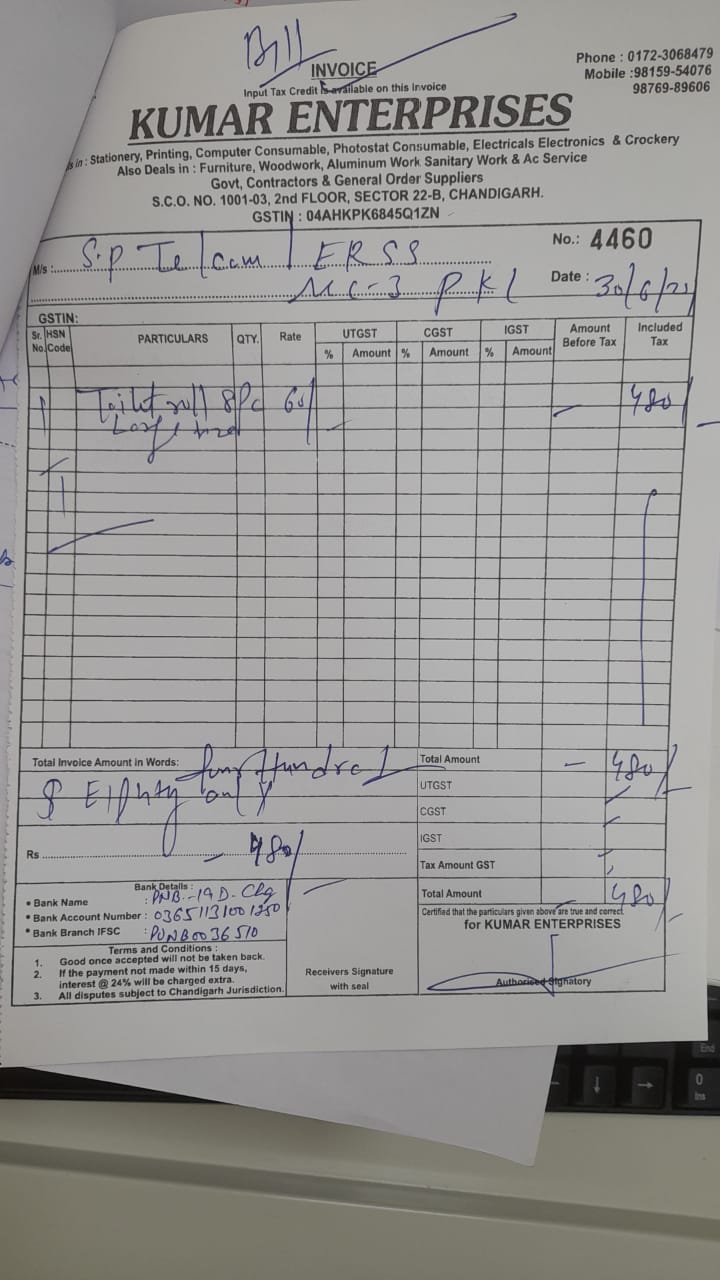 Bill
INVOICE
Input Tax Credit is available on this Invoice
Phone : 0172-3068479
Mobile :98159-54076
98769-89606
KUMAR ENTERPRISES
in : Stationery, Printing, Computer Consumable, Photostat Consumable, Electricals Electronics & Crockery
Also Deals in : Furniture, Woodwork, Aluminum Work Sanitary Work & Ac Service
Govt, Contractors & General Order Suppliers
S.C.O. NO. 1001-03, 2nd FLOOR, SECTOR 22-B, CHANDIGARH.
GSTIN : 04AHKPK6845Q1ZN
M/s : S.P Telecom / ERSS
No.: 4460
MC-3 PKL
Date : 30/6/21
GSTIN:
Sr. No. HSN Code PARTICULARS QTY. Rate UTGST CGST IGST Amount Before Tax Included Tax
% Amount % Amount % Amount
1 Toilet roll 8Pc 60/ 480/
Large size
Total Invoice Amount in Words: four Hundred
& Eighty only
Total Amount 480/
UTGST
CGST
IGST
Rs 480/
Tax Amount GST
Total Amount 480/
Bank Details :
• Bank Name : PNB-19D-Chg
• Bank Account Number :
• Bank Branch IFSC : PUNB0036510
Certified that the particulars given above are true and correct.
for KUMAR ENTERPRISES
Terms and Conditions :
1. Good once accepted will not be taken back.
2. If the payment not made within 15 days,
interest @ 24% will be charged extra.
3. All disputes subject to Chandigarh Jurisdiction.
Receivers Signature
with seal
Authorised Signatory
End
0
Ins